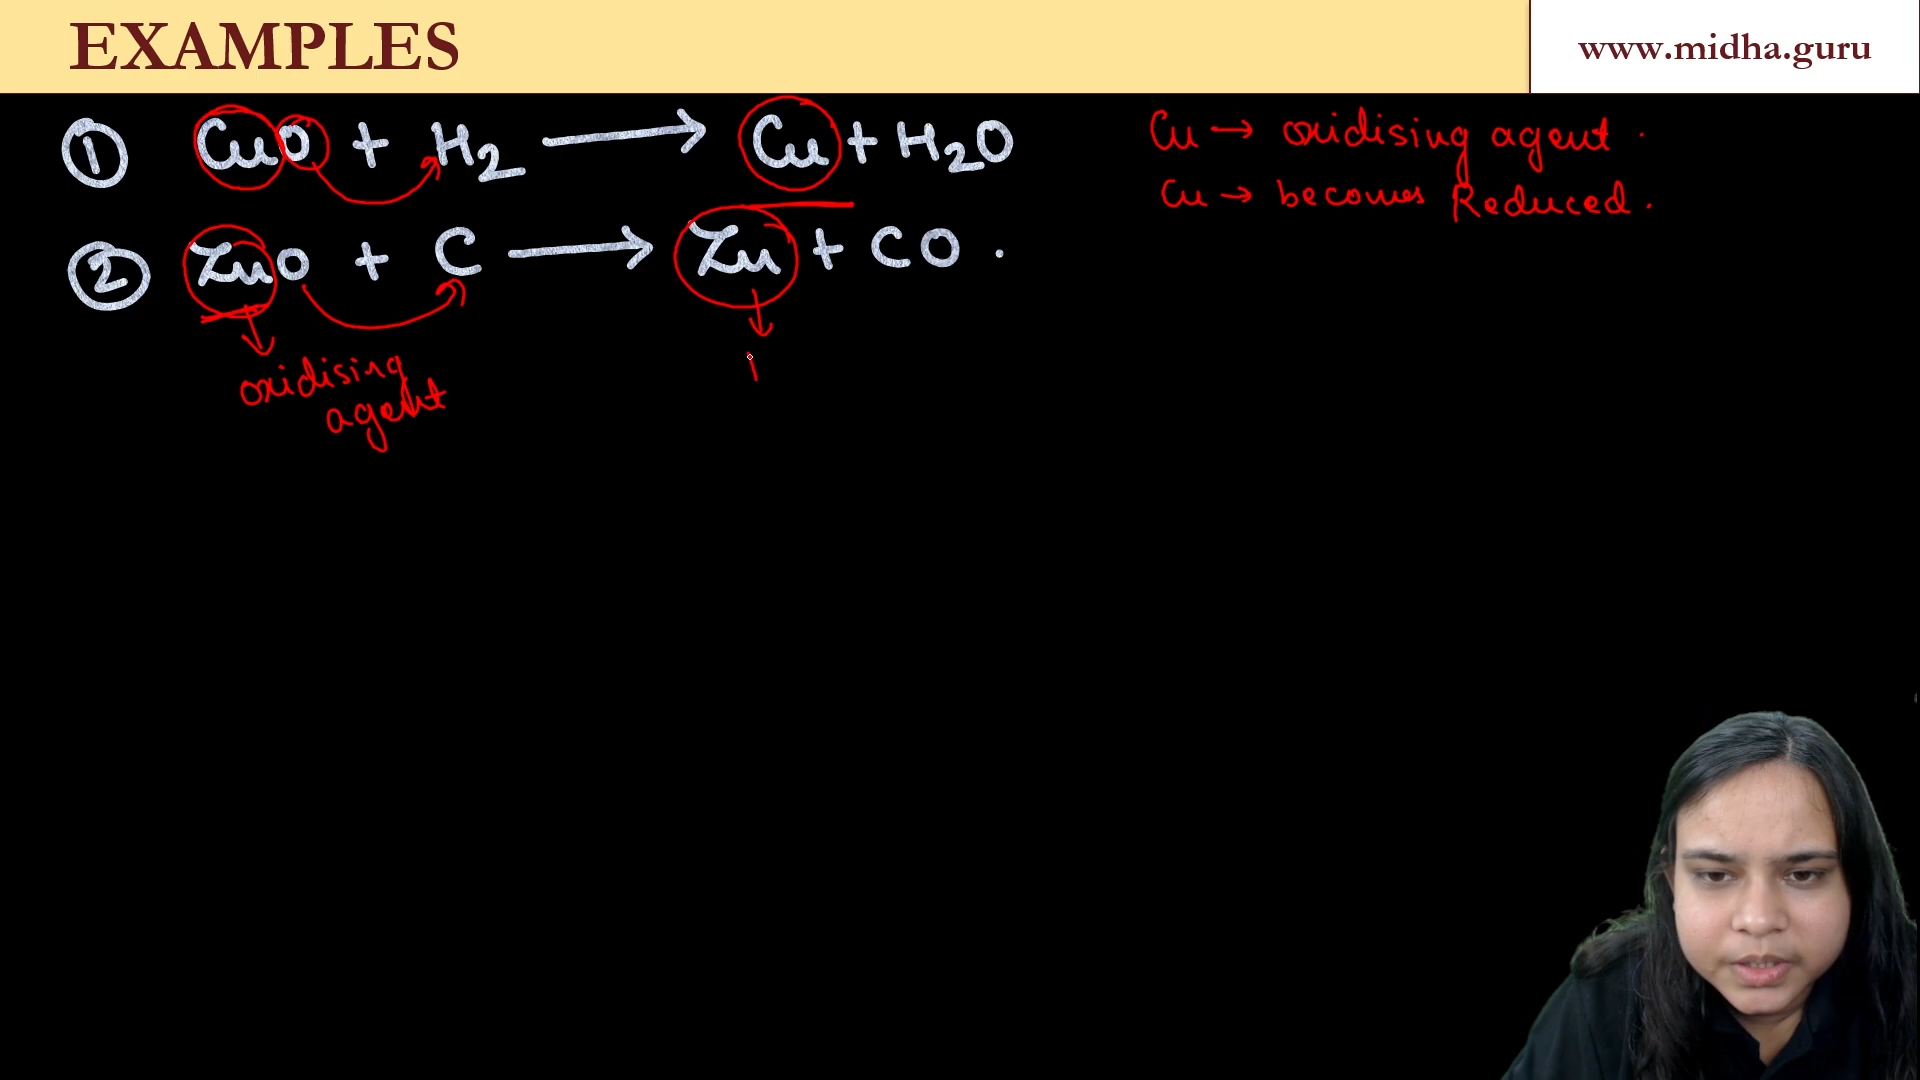 EXAMPLES
www.midha.guru
① CuO + H₂ ⟶ Cu + H₂O
Cu → oxidising agent.
Cu → becomes Reduced.
② ZnO + C ⟶ Zn + CO.
oxidising
agent